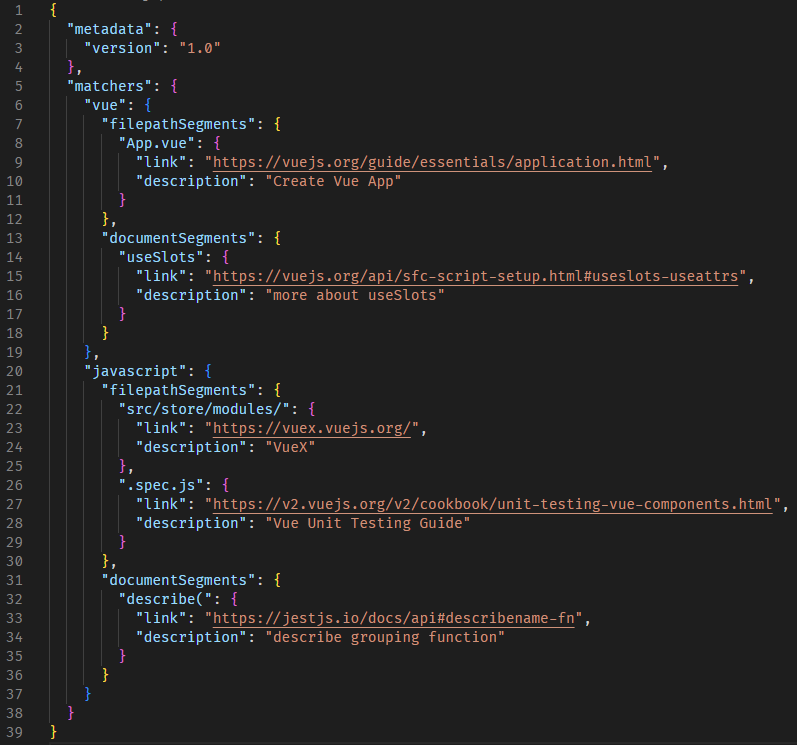 1 {
2   "metadata": {
3     "version": "1.0"
4   },
5   "matchers": {
6     "vue": {
7       "filepathSegments": {
8         "App.vue": {
9           "link": "https://vuejs.org/guide/essentials/application.html",
10           "description": "Create Vue App"
11         }
12       },
13       "documentSegments": {
14         "useSlots": {
15           "link": "https://vuejs.org/api/sfc-script-setup.html#useslots-useattrs",
16           "description": "more about useSlots"
17         }
18       }
19     },
20     "javascript": {
21       "filepathSegments": {
22         "src/store/modules/": {
23           "link": "https://vuex.vuejs.org/",
24           "description": "VueX"
25         },
26         ".spec.js": {
27           "link": "https://v2.vuejs.org/v2/cookbook/unit-testing-vue-components.html",
28           "description": "Vue Unit Testing Guide"
29         }
30       },
31       "documentSegments": {
32         "describe(": {
33           "link": "https://jestjs.io/docs/api#describename-fn",
34           "description": "describe grouping function"
35         }
36       }
37     }
38   }
39 }